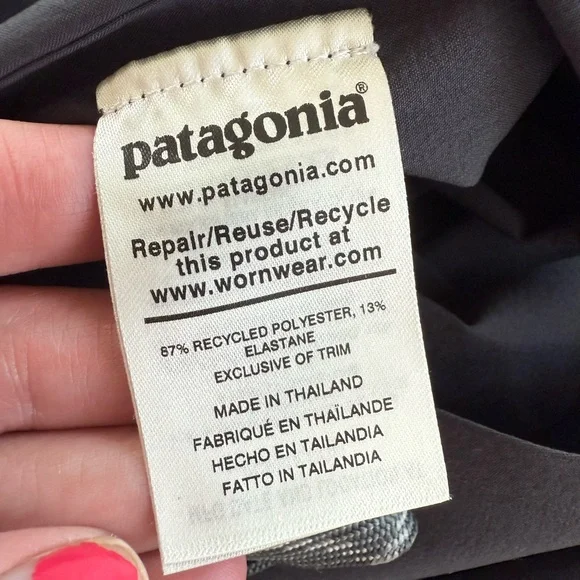 patagonia®
www.patagonia.com
Repair/Reuse/Recycle
this product at
www.wornwear.com
87% RECYCLED POLYESTER, 13%
ELASTANE
EXCLUSIVE OF TRIM
MADE IN THAILAND
FABRIQUÉ EN THAÏLANDE
HECHO EN TAILANDIA
FATTO IN TAILANDIA